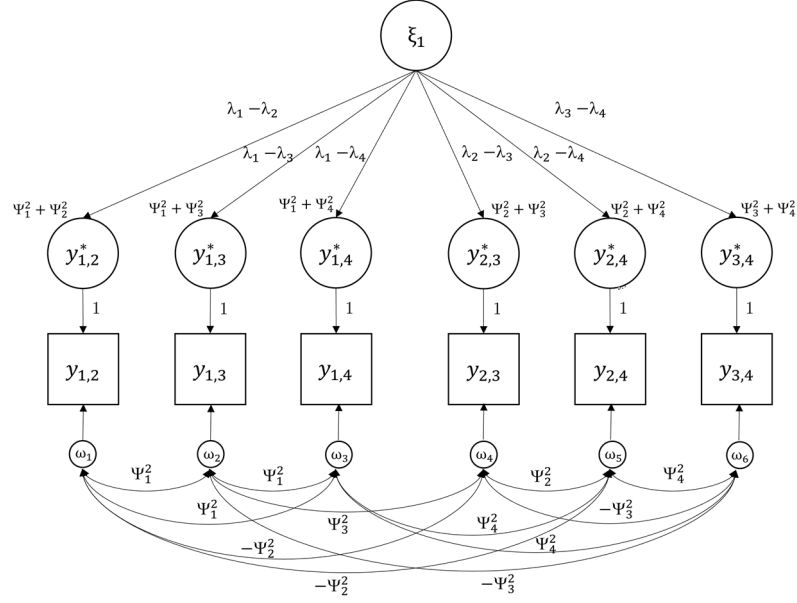 ξ₁
λ₁ −λ₂
λ₃ −λ₄
λ₁ −λ₃
λ₁ −λ₄
λ₂ −λ₃
λ₂ −λ₄
Ψ₁² + Ψ₂²
Ψ₁² + Ψ₃²
Ψ₁² + Ψ₄²
Ψ₂² + Ψ₃²
Ψ₂² + Ψ₄²
Ψ₃² + Ψ₄²
y*₁,₂
y*₁,₃
y*₁,₄
y*₂,₃
y*₂,₄
y*₃,₄
1
1
1
1
1
1
y₁,₂
y₁,₃
y₁,₄
y₂,₃
y₂,₄
y₃,₄
ω₁
ω₂
ω₃
ω₄
ω₅
ω₆
Ψ₁²
Ψ₁²
Ψ₂²
Ψ₄²
Ψ₁²
Ψ₃²
Ψ₄²
−Ψ₃²
−Ψ₂²
Ψ₄²
−Ψ₂²
−Ψ₃²